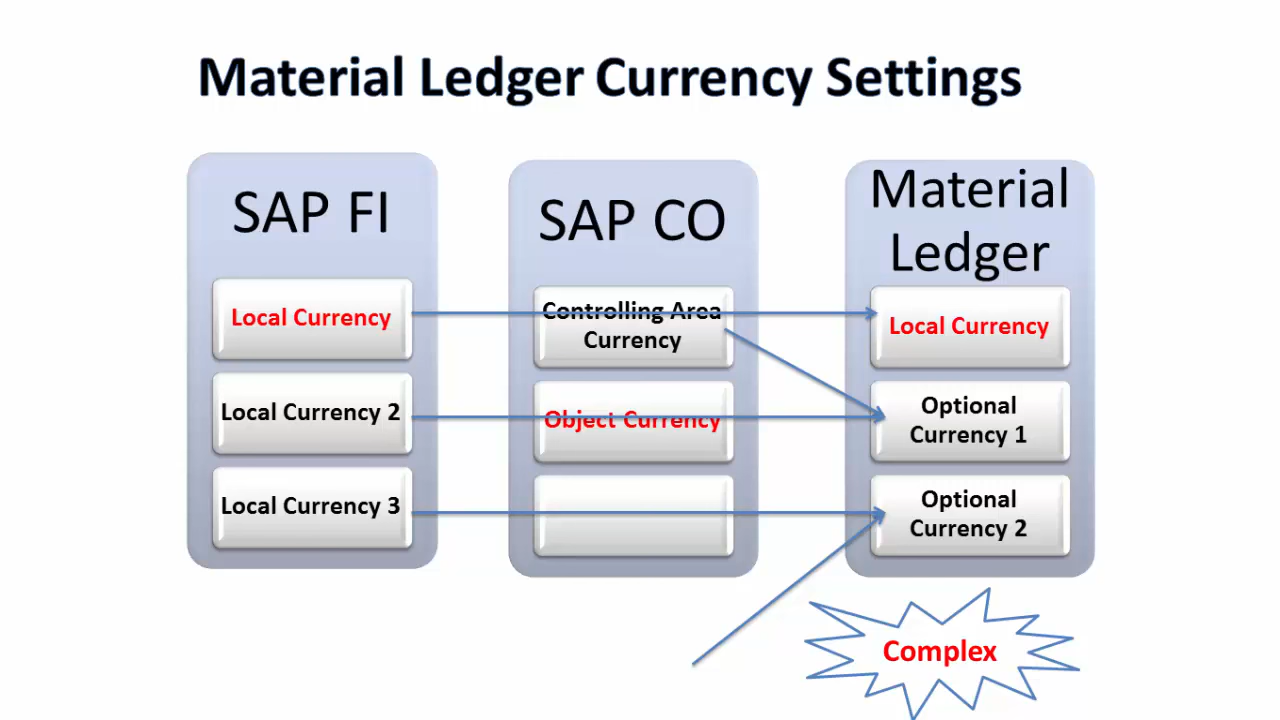 Material Ledger Currency Settings
SAP FI
Local Currency
Local Currency 2
Local Currency 3
SAP CO
Controlling Area
Currency
Object Currency
Material
Ledger
Local Currency
Optional
Currency 1
Optional
Currency 2
Complex